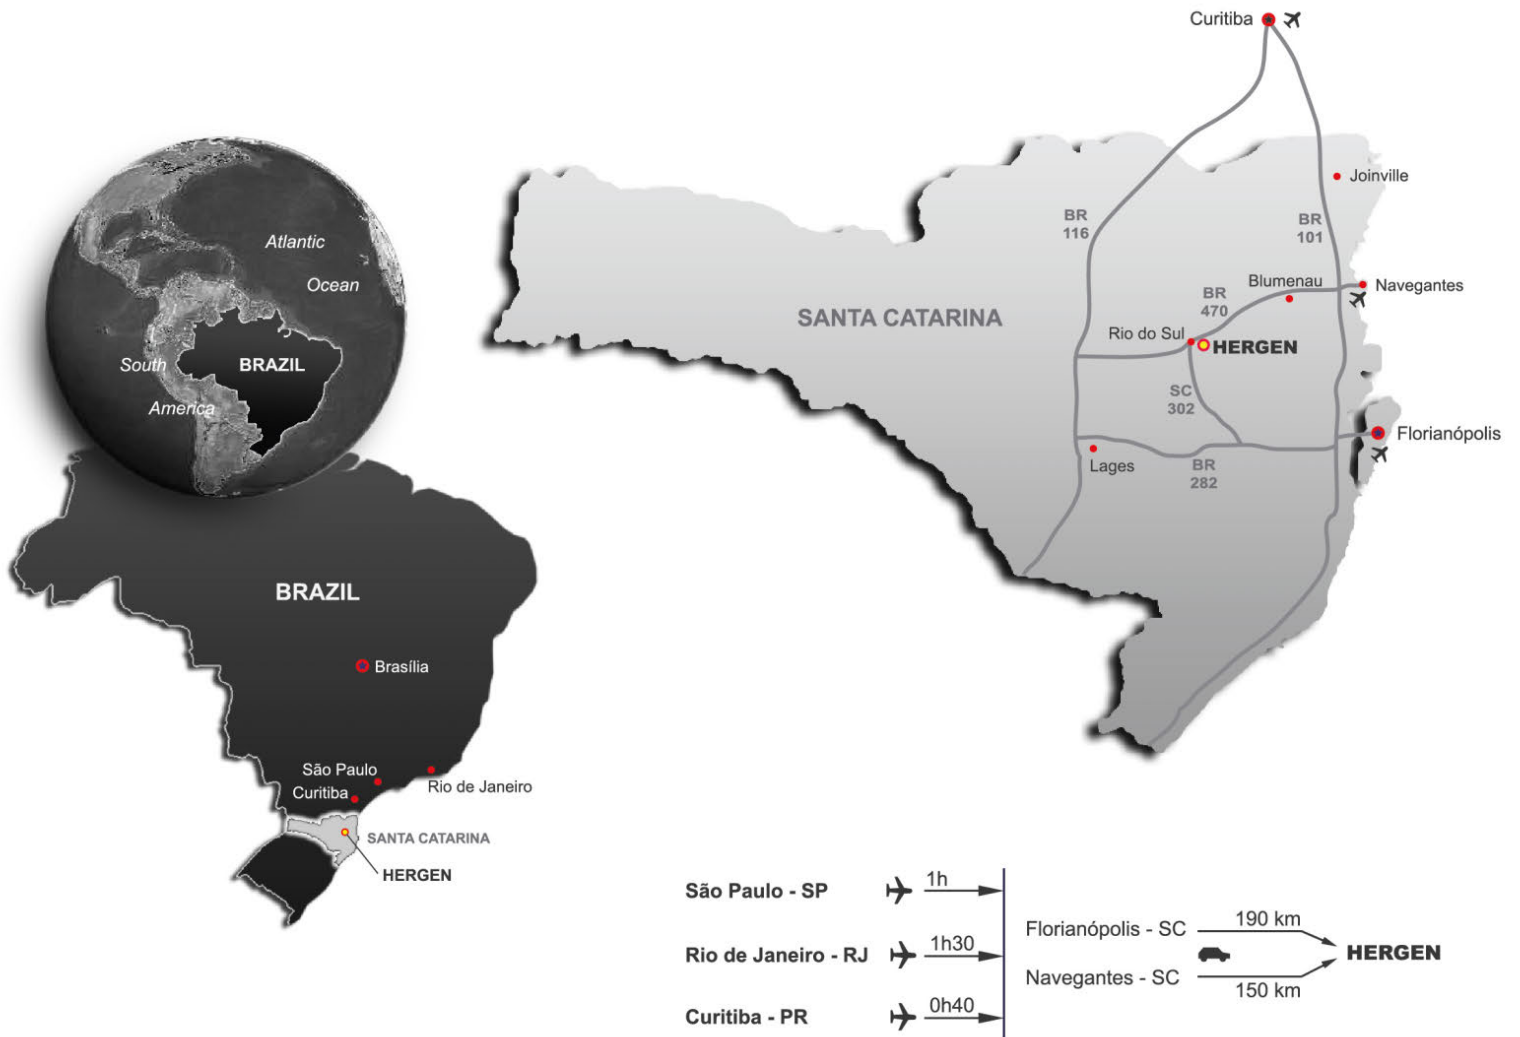 Atlantic
Ocean
South
America
BRAZIL
BRAZIL
Brasília
São Paulo
Curitiba
Rio de Janeiro
SANTA CATARINA
HERGEN
Curitiba
Joinville
BR
116
BR
101
Blumenau
Navegantes
BR
470
SANTA CATARINA
Rio do Sul
HERGEN
SC
302
Florianópolis
Lages
BR
282
São Paulo - SP
1h
Rio de Janeiro - RJ
1h30
Curitiba - PR
0h40
Florianópolis - SC
190 km
Navegantes - SC
150 km
HERGEN